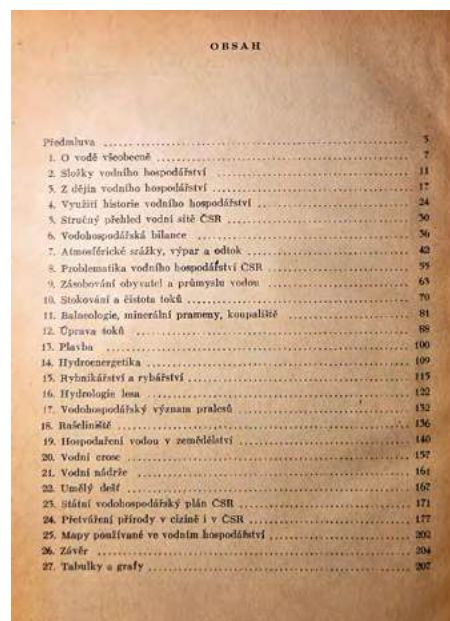 OBSAH
Předmluva 5
1. O vodě všeobecně 7
2. Složky vodního hospodářství 11
3. Z dějin vodního hospodářství 17
4. Využití historie vodního hospodářství 24
5. Stručný přehled vodní sítě ČSR 30
6. Vodohospodářská bilance 36
7. Atmosférické srážky, výpar a odtok 42
8. Problematika vodního hospodářství ČSR 55
9. Zásobování obyvatel a průmyslu vodou 63
10. Stokování a čistota toků 70
11. Balneologie, minerální prameny, koupaliště 81
12. Úprava toků 88
13. Plavba 100
14. Hydroenergetika 109
15. Rybnikářství a rybářství 115
16. Hydrologie lesa 122
17. Vodohospodářský význam pralesů 132
18. Rašeliniště 136
19. Hospodaření vodou v zemědělství 140
20. Vodní erose 157
21. Vodní nádrže 161
22. Umělý déšť 167
23. Státní vodohospodářský plán ČSR 171
24. Přetváření přírody v cizině i v ČSR 177
25. Mapy používané ve vodním hospodářství 202
26. Závěr 204
27. Tabulky a grafy 207